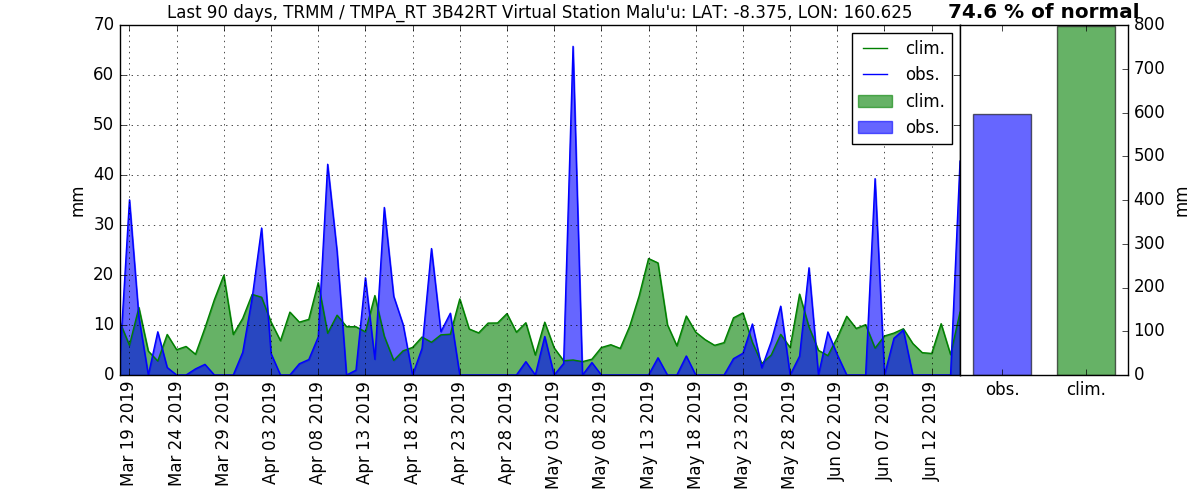 Last 90 days, TRMM / TMPA_RT 3B42RT Virtual Station Malu'u: LAT: -8.375, LON: 160.625
74.6 % of normal
70
60
50
40
30
20
10
0
mm
clim.
obs.
clim.
obs.
Mar 19 2019
Mar 24 2019
Mar 29 2019
Apr 03 2019
Apr 08 2019
Apr 13 2019
Apr 18 2019
Apr 23 2019
Apr 28 2019
May 03 2019
May 08 2019
May 13 2019
May 18 2019
May 23 2019
May 28 2019
Jun 02 2019
Jun 07 2019
Jun 12 2019
800
700
600
500
400
300
200
100
0
mm
obs.
clim.